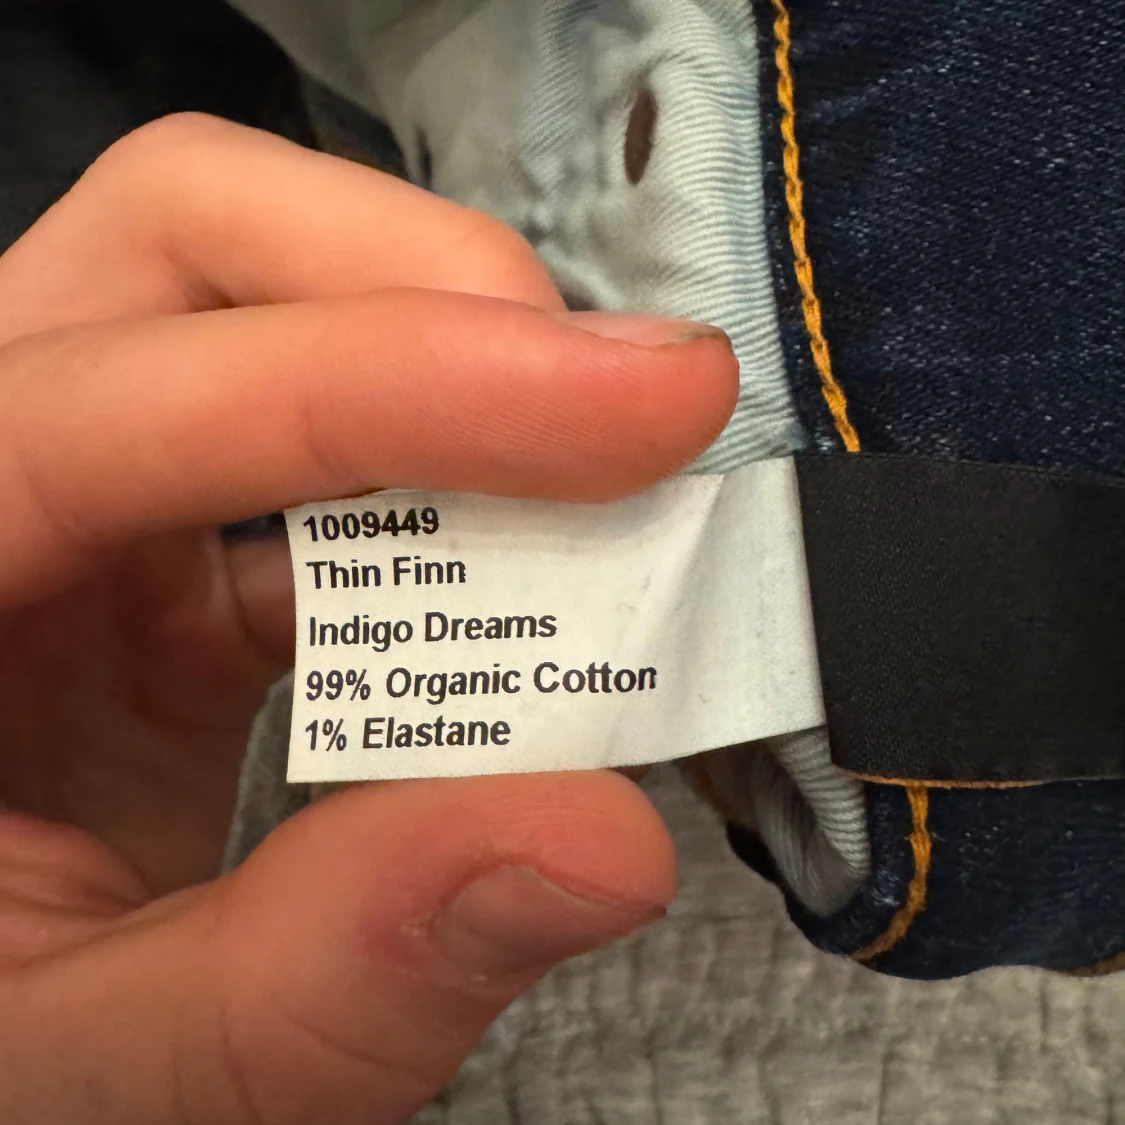 1009449
Thin Finn
Indigo Dreams
99% Organic Cotton
1% Elastane